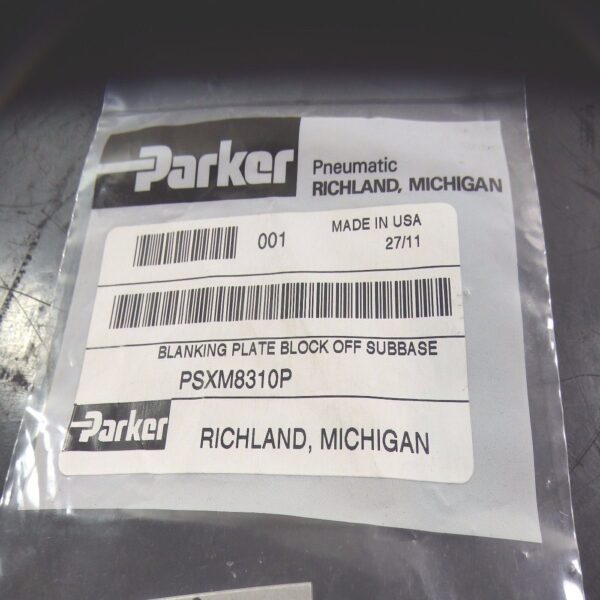 Parker
Pneumatic
RICHLAND, MICHIGAN
001
MADE IN USA
27/11
BLANKING PLATE BLOCK OFF SUBBASE
PSXM8310P
Parker
RICHLAND, MICHIGAN